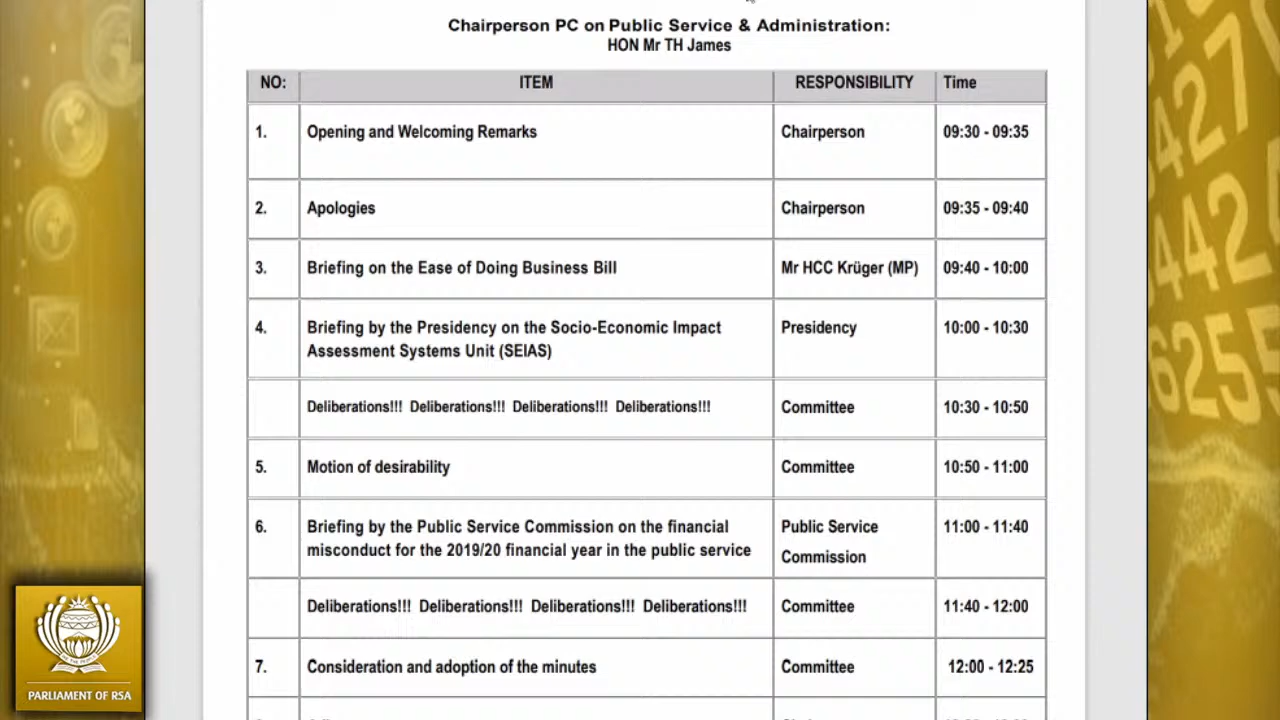 Chairperson PC on Public Service & Administration:
HON Mr TH James
NO: ITEM RESPONSIBILITY Time
1. Opening and Welcoming Remarks Chairperson 09:30 - 09:35
2. Apologies Chairperson 09:35 - 09:40
3. Briefing on the Ease of Doing Business Bill Mr HCC Krüger (MP) 09:40 - 10:00
4. Briefing by the Presidency on the Socio-Economic Impact Presidency 10:00 - 10:30
Assessment Systems Unit (SEIAS)
Deliberations!!! Deliberations!!! Deliberations!!! Deliberations!!! Committee 10:30 - 10:50
5. Motion of desirability Committee 10:50 - 11:00
6. Briefing by the Public Service Commission on the financial Public Service 11:00 - 11:40
misconduct for the 2019/20 financial year in the public service Commission
Deliberations!!! Deliberations!!! Deliberations!!! Deliberations!!! Committee 11:40 - 12:00
7. Consideration and adoption of the minutes Committee 12:00 - 12:25
PARLIAMENT OF RSA
427
442
6255